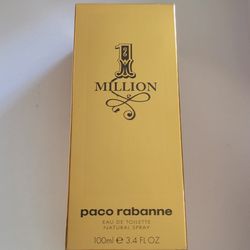 1
MILLION
paco rabanne
EAU DE TOILETTE
NATURAL SPRAY
100ml ℮ 3.4 FL.OZ